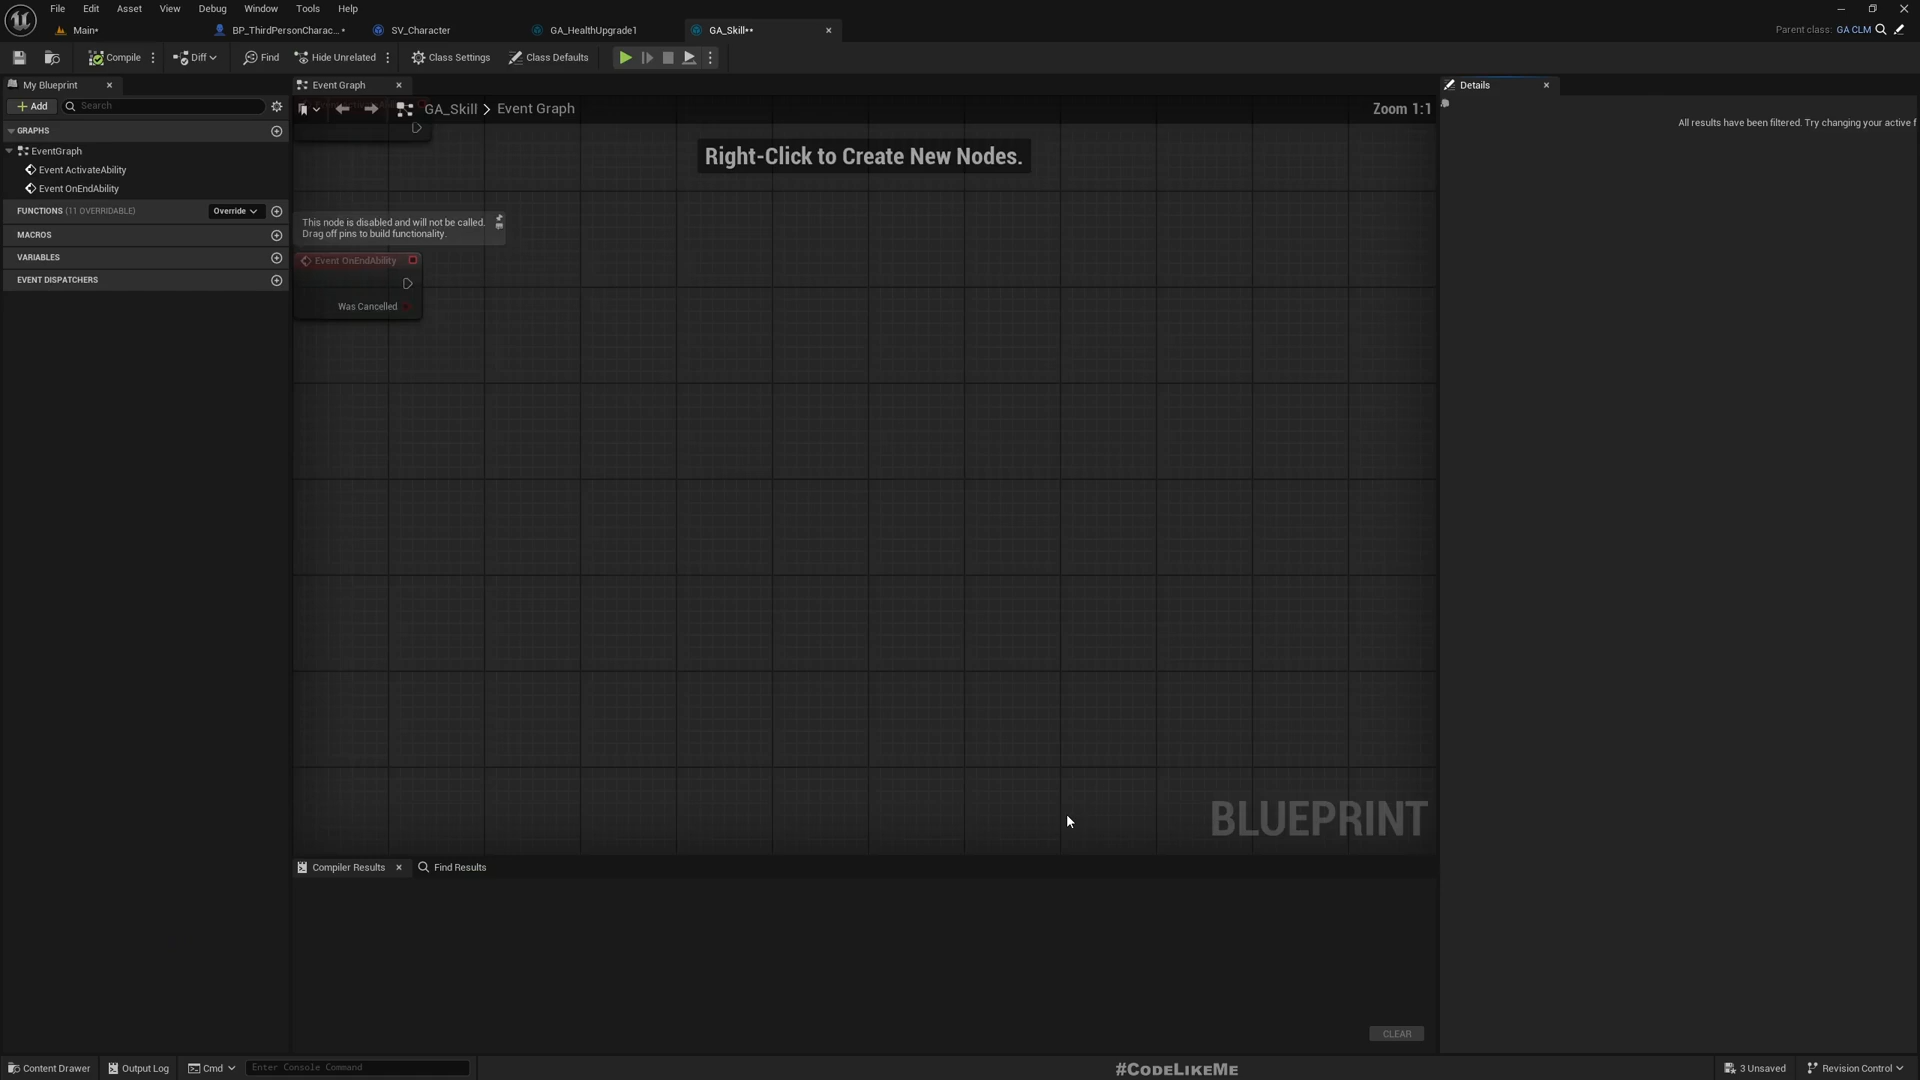 File Edit Asset View Debug Window Tools Help
Main•
BP_ThirdPersonCharac...•
SV_Character
GA_HealthUpgrade1
GA_Skill••
Parent class: GA CLM
Compile
Diff
Find
Hide Unrelated
Class Settings
Class Defaults
My Blueprint
Event Graph
Details
Add
Search
GA_Skill > Event Graph
Zoom 1:1
All results have been filtered. Try changing your active f
GRAPHS
EventGraph
Event ActivateAbility
Event OnEndAbility
FUNCTIONS (11 OVERRIDABLE)
Override
MACROS
VARIABLES
EVENT DISPATCHERS
Right-Click to Create New Nodes.
This node is disabled and will not be called.
Drag off pins to build functionality.
Event OnEndAbility
Was Cancelled
BLUEPRINT
Compiler Results
Find Results
CLEAR
Content Drawer
Output Log
Cmd
Enter Console Command
#CodeLikeMe
3 Unsaved
Revision Control